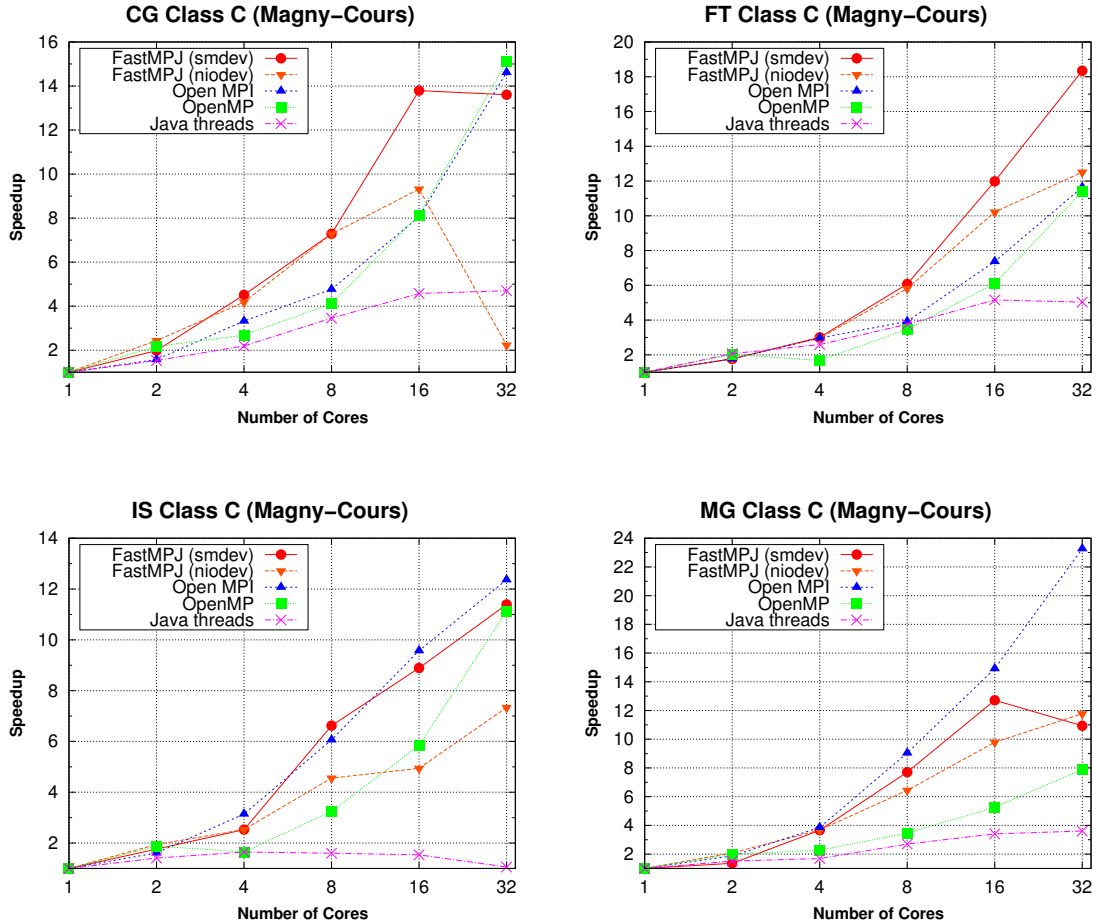 CG Class C (Magny−Cours)
16
14
12
10
8
6
4
2
Speedup
FastMPJ (smdev)
FastMPJ (niodev)
Open MPI
OpenMP
Java threads
1 2 4 8 16 32
Number of Cores
FT Class C (Magny−Cours)
20
18
16
14
12
10
8
6
4
2
Speedup
FastMPJ (smdev)
FastMPJ (niodev)
Open MPI
OpenMP
Java threads
1 2 4 8 16 32
Number of Cores
IS Class C (Magny−Cours)
14
12
10
8
6
4
2
Speedup
FastMPJ (smdev)
FastMPJ (niodev)
Open MPI
OpenMP
Java threads
1 2 4 8 16 32
Number of Cores
MG Class C (Magny−Cours)
24
22
20
18
16
14
12
10
8
6
4
2
Speedup
FastMPJ (smdev)
FastMPJ (niodev)
Open MPI
OpenMP
Java threads
1 2 4 8 16 32
Number of Cores